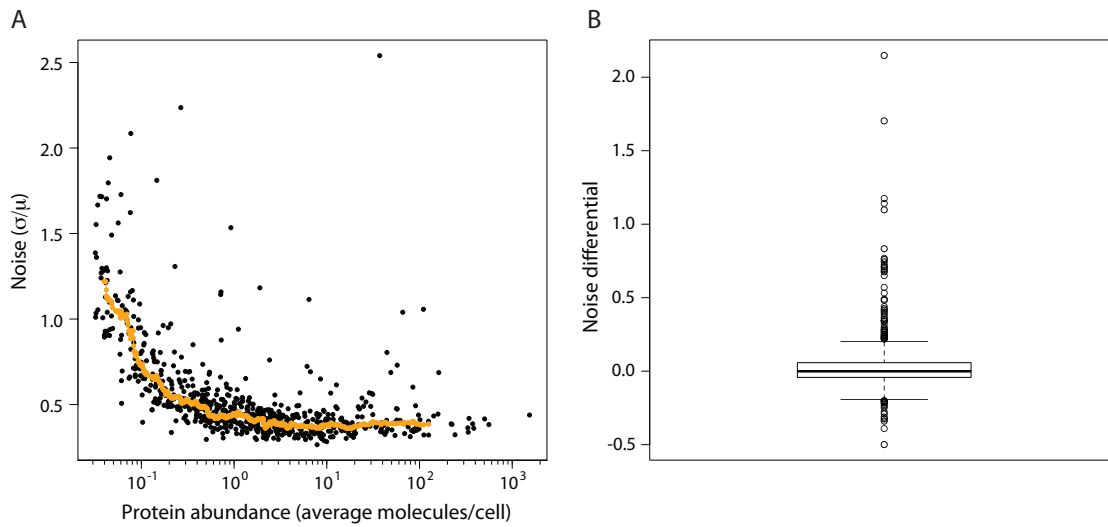 A
B
2.5
2.0
1.5
1.0
0.5
Noise (σ/μ)
10⁻¹ 10⁰ 10¹ 10² 10³
Protein abundance (average molecules/cell)
2.0
1.5
1.0
0.5
0.0
-0.5
Noise differential